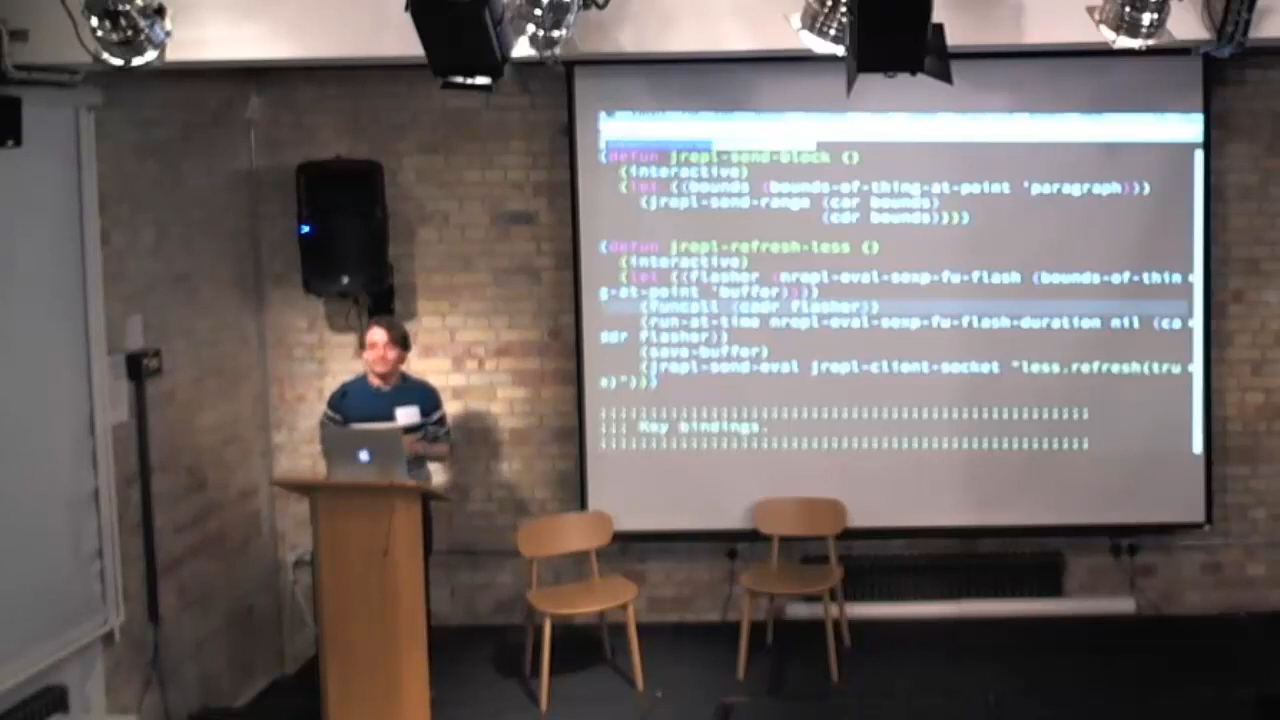 (defun jrepl-send-block ()
(interactive)
(let ((bounds (bounds-of-thing-at-point 'paragraph)))
(jrepl-send-range (car bounds)
(cdr bounds))))
(defun jrepl-refresh-less ()
(interactive)
(let ((flasher (nrepl-eval-sexp-fu-flash (bounds-of-thin
g-at-point 'buffer))))
(funcall (cadr flasher))
(run-at-time nrepl-eval-sexp-fu-flash-duration nil (ca
ddr flasher))
(save-buffer)
(jrepl-send-eval jrepl-client-socket "less.refresh(tru
e)")))
;;;;;;;;;;;;;;;;;;;;;;;;;;;;;;;;;;;;;;;;;;;;;;;;;
;;; Key bindings.
;;;;;;;;;;;;;;;;;;;;;;;;;;;;;;;;;;;;;;;;;;;;;;;;;